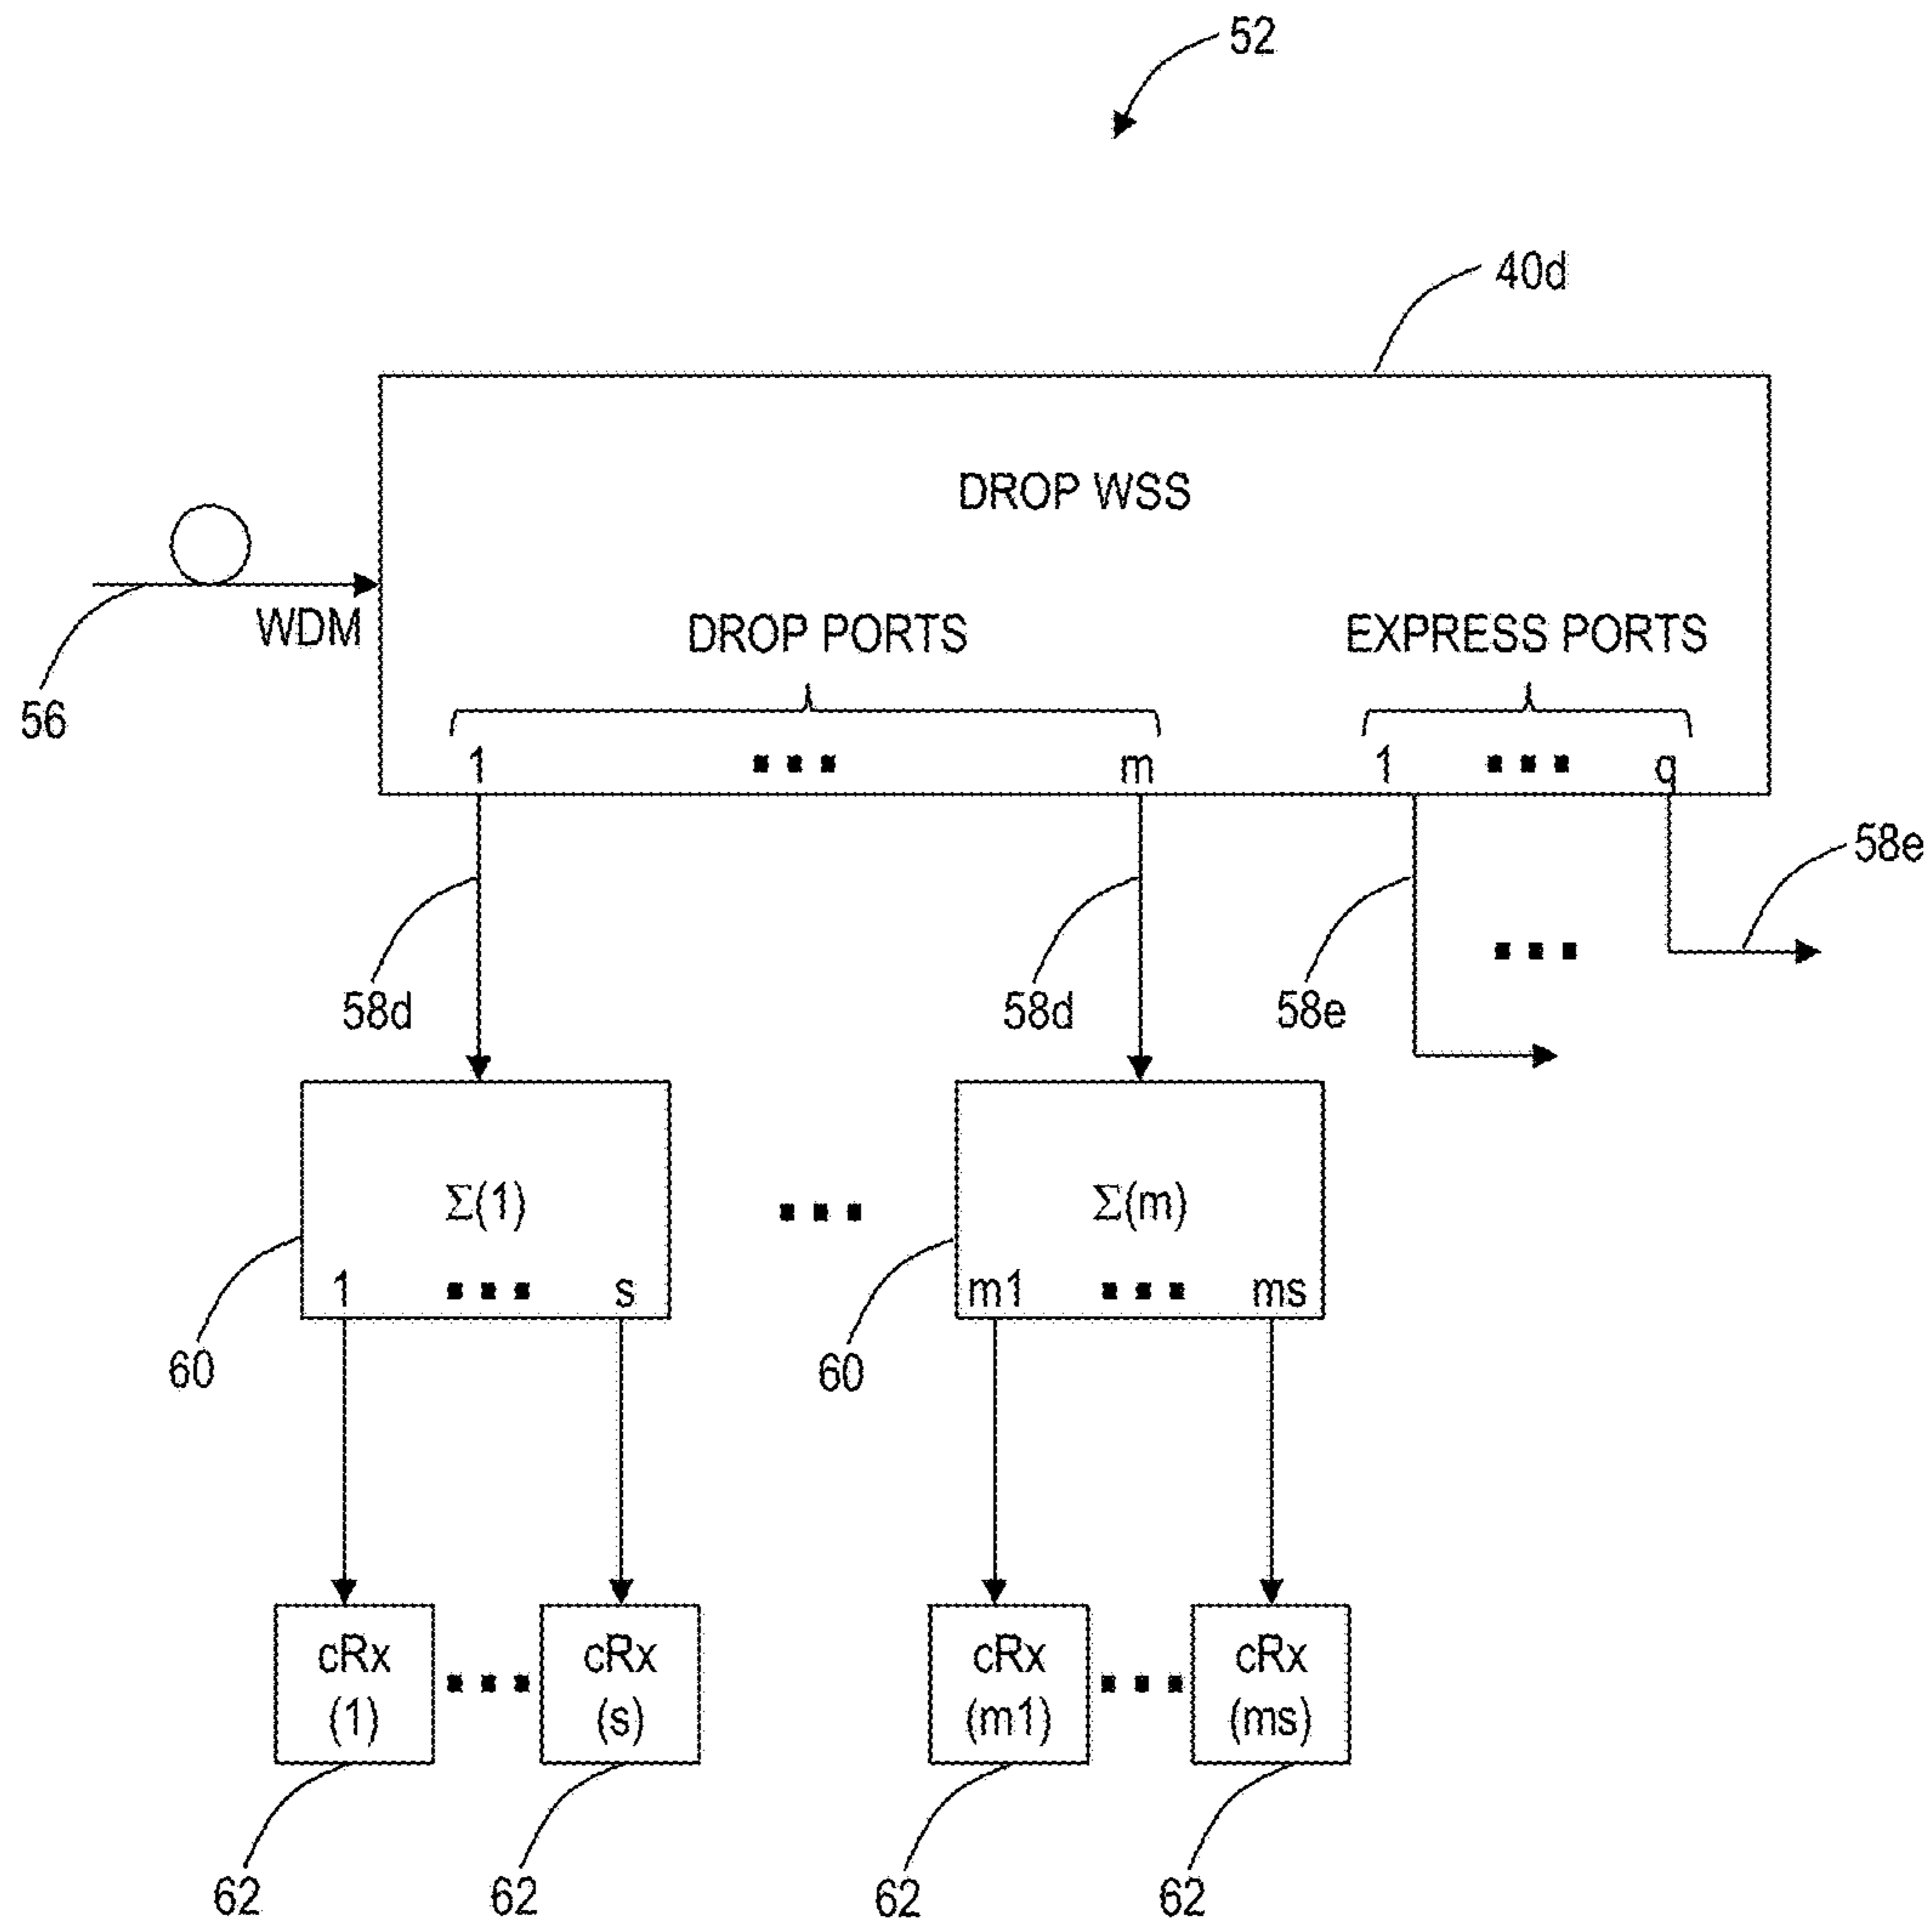 52
40d
DROP WSS
WDM
DROP PORTS
EXPRESS PORTS
56
1 ▪▪▪ m 1 ▪▪▪ q
58e
58d
58d
58e
▪▪▪
Σ(1)
▪▪▪
Σ(m)
1 ▪▪▪ s
m1 ▪▪▪ ms
60
60
cRx
(1)
▪▪▪
cRx
(s)
cRx
(m1)
▪▪▪
cRx
(ms)
62
62
62
62